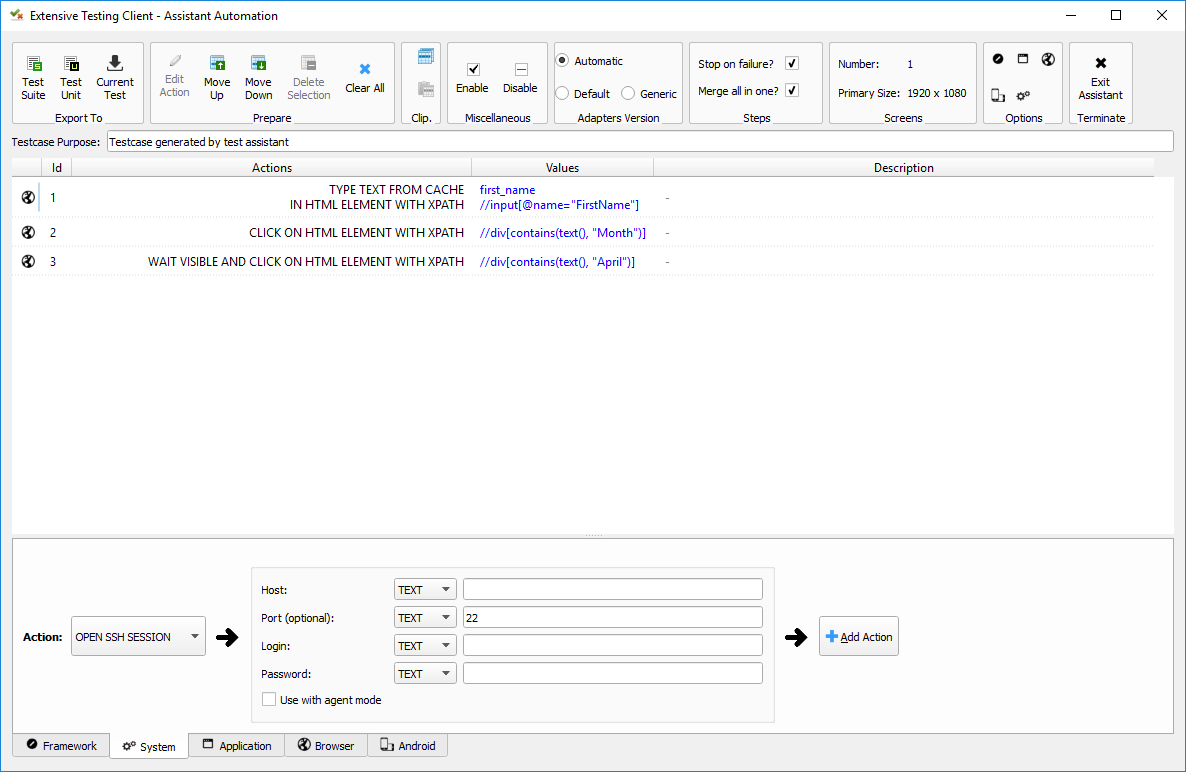 Extensive Testing Client - Assistant Automation
Test Suite
Test Unit
Current Test
Export To
Edit Action
Move Up
Move Down
Delete Selection
Clear All
Prepare
Clip.
Enable
Disable
Miscellaneous
Automatic
Default
Generic
Adapters Version
Stop on failure?
Merge all in one?
Steps
Number: 1
Primary Size: 1920 x 1080
Screens
Options
Exit Assistant
Terminate
Testcase Purpose: Testcase generated by test assistant
Id Actions Values Description
1 TYPE TEXT FROM CACHE first_name -
IN HTML ELEMENT WITH XPATH //input[@name="FirstName"]
2 CLICK ON HTML ELEMENT WITH XPATH //div[contains(text(), "Month")] -
3 WAIT VISIBLE AND CLICK ON HTML ELEMENT WITH XPATH //div[contains(text(), "April")] -
Host: TEXT
Port (optional): TEXT 22
Action: OPEN SSH SESSION
Login: TEXT
Password: TEXT
Use with agent mode
Add Action
Framework System Application Browser Android